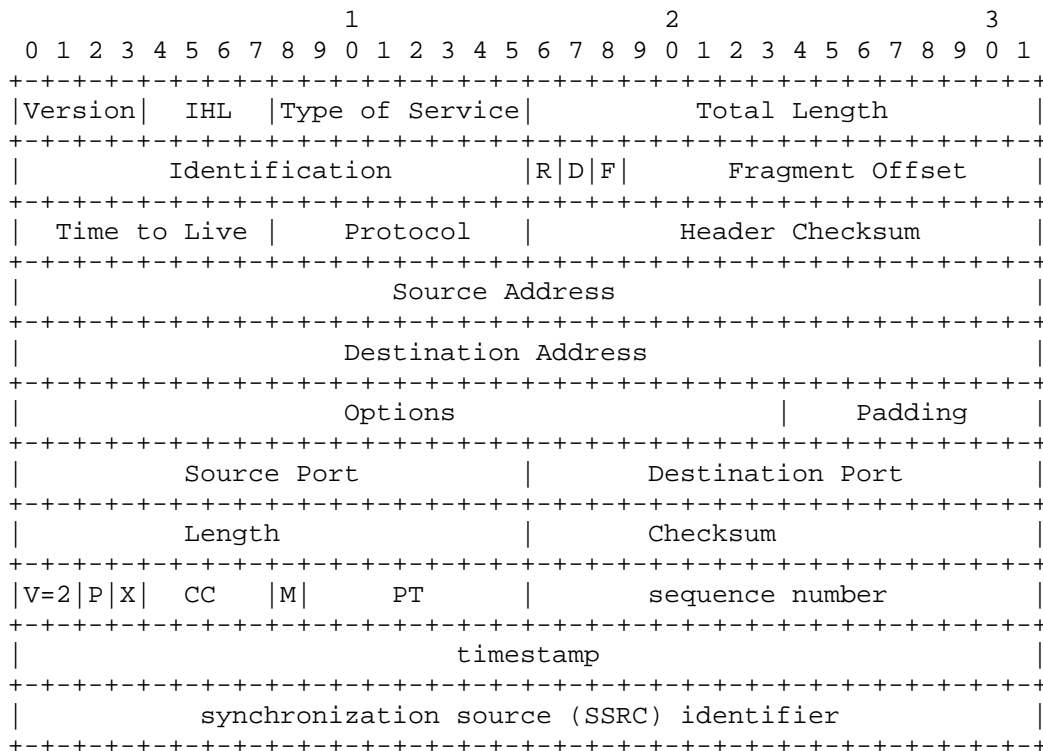 1                   2                   3
 0 1 2 3 4 5 6 7 8 9 0 1 2 3 4 5 6 7 8 9 0 1 2 3 4 5 6 7 8 9 0 1
+-+-+-+-+-+-+-+-+-+-+-+-+-+-+-+-+-+-+-+-+-+-+-+-+-+-+-+-+-+-+-+-+
|Version|  IHL  |Type of Service|          Total Length         |
+-+-+-+-+-+-+-+-+-+-+-+-+-+-+-+-+-+-+-+-+-+-+-+-+-+-+-+-+-+-+-+-+
|         Identification        |R|D|F|      Fragment Offset    |
+-+-+-+-+-+-+-+-+-+-+-+-+-+-+-+-+-+-+-+-+-+-+-+-+-+-+-+-+-+-+-+-+
|  Time to Live |    Protocol   |         Header Checksum       |
+-+-+-+-+-+-+-+-+-+-+-+-+-+-+-+-+-+-+-+-+-+-+-+-+-+-+-+-+-+-+-+-+
|                       Source Address                          |
+-+-+-+-+-+-+-+-+-+-+-+-+-+-+-+-+-+-+-+-+-+-+-+-+-+-+-+-+-+-+-+-+
|                    Destination Address                        |
+-+-+-+-+-+-+-+-+-+-+-+-+-+-+-+-+-+-+-+-+-+-+-+-+-+-+-+-+-+-+-+-+
|                    Options                    |    Padding    |
+-+-+-+-+-+-+-+-+-+-+-+-+-+-+-+-+-+-+-+-+-+-+-+-+-+-+-+-+-+-+-+-+
|          Source Port          |       Destination Port        |
+-+-+-+-+-+-+-+-+-+-+-+-+-+-+-+-+-+-+-+-+-+-+-+-+-+-+-+-+-+-+-+-+
|          Length               |       Checksum                |
+-+-+-+-+-+-+-+-+-+-+-+-+-+-+-+-+-+-+-+-+-+-+-+-+-+-+-+-+-+-+-+-+
|V=2|P|X|  CC   |M|     PT      |       sequence number         |
+-+-+-+-+-+-+-+-+-+-+-+-+-+-+-+-+-+-+-+-+-+-+-+-+-+-+-+-+-+-+-+-+
|                           timestamp                           |
+-+-+-+-+-+-+-+-+-+-+-+-+-+-+-+-+-+-+-+-+-+-+-+-+-+-+-+-+-+-+-+-+
|           synchronization source (SSRC) identifier            |
+-+-+-+-+-+-+-+-+-+-+-+-+-+-+-+-+-+-+-+-+-+-+-+-+-+-+-+-+-+-+-+-+